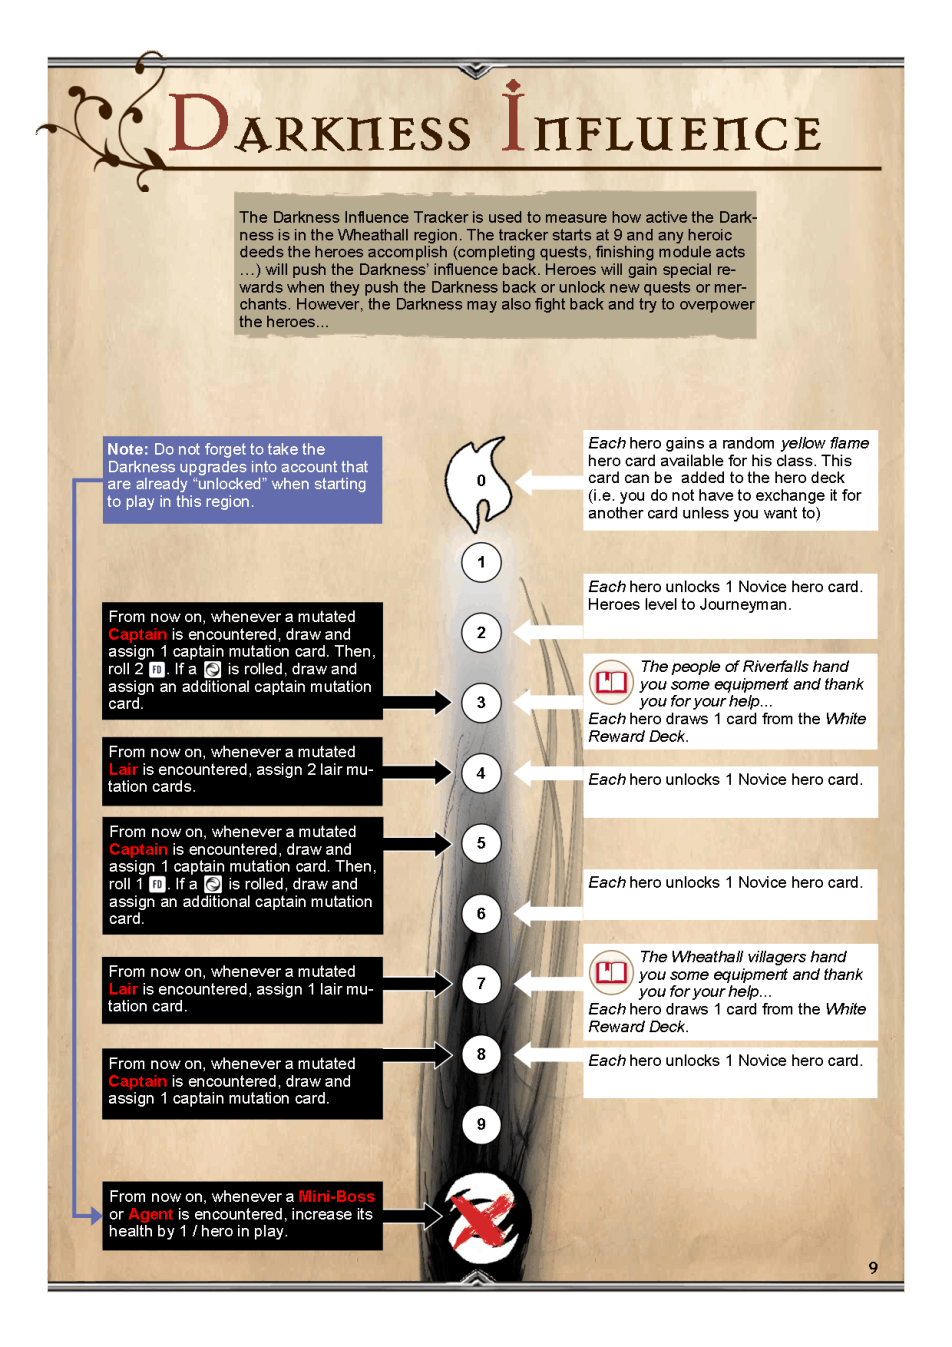 Darkness Influence
The Darkness Influence Tracker is used to measure how active the Dark-
ness is in the Wheathall region. The tracker starts at 9 and any heroic
deeds the heroes accomplish (completing quests, finishing module acts
…) will push the Darkness’ influence back. Heroes will gain special re-
wards when they push the Darkness back or unlock new quests or mer-
chants. However, the Darkness may also fight back and try to overpower
the heroes...
Note: Do not forget to take the
Darkness upgrades into account that
are already “unlocked” when starting
to play in this region.
0
Each hero gains a random yellow flame
hero card available for his class. This
card can be added to the hero deck
(i.e. you do not have to exchange it for
another card unless you want to)
1
Each hero unlocks 1 Novice hero card.
Heroes level to Journeyman.
2
From now on, whenever a mutated
Captain is encountered, draw and
assign 1 captain mutation card. Then,
roll 2 FD. If a is rolled, draw and
assign an additional captain mutation
card.
3
The people of Riverfalls hand
you some equipment and thank
you for your help...
Each hero draws 1 card from the White
Reward Deck.
From now on, whenever a mutated
Lair is encountered, assign 2 lair mu-
tation cards.
4
Each hero unlocks 1 Novice hero card.
From now on, whenever a mutated
Captain is encountered, draw and
assign 1 captain mutation card. Then,
roll 1 FD. If a is rolled, draw and
assign an additional captain mutation
card.
5
Each hero unlocks 1 Novice hero card.
6
From now on, whenever a mutated
Lair is encountered, assign 1 lair mu-
tation card.
7
The Wheathall villagers hand
you some equipment and thank
you for your help...
Each hero draws 1 card from the White
Reward Deck.
From now on, whenever a mutated
Captain is encountered, draw and
assign 1 captain mutation card.
8
Each hero unlocks 1 Novice hero card.
9
From now on, whenever a Mini-Boss
or Agent is encountered, increase its
health by 1 / hero in play.
9